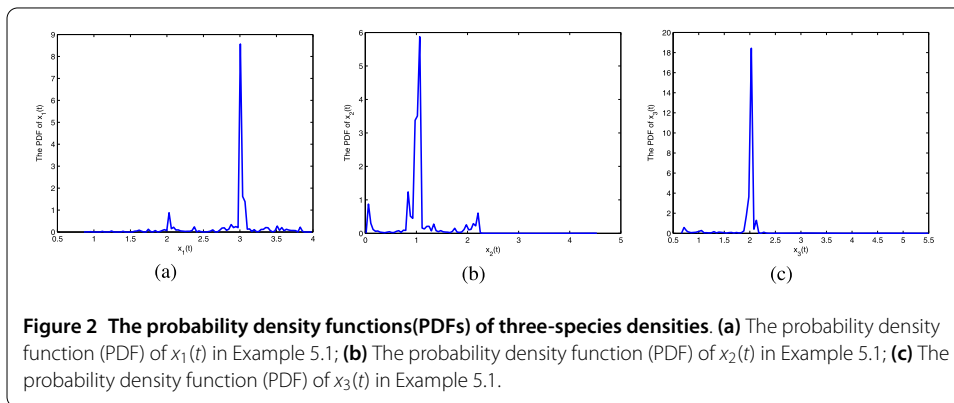 9
8
7
6
5
4
3
2
1
0
The PDF of x1(t)
0.5 1 1.5 2 2.5 3 3.5 4
x1(t)
(a)
6
5
4
3
2
1
0
The PDF of x2(t)
0 1 2 3 4 5
x2(t)
(b)
20
18
16
14
12
10
8
6
4
2
0
The PDF of x3(t)
0.5 1 1.5 2 2.5 3 3.5 4 4.5 5 5.5
x3(t)
(c)
Figure 2 The probability density functions(PDFs) of three-species densities. (a) The probability density
function (PDF) of x1(t) in Example 5.1; (b) The probability density function (PDF) of x2(t) in Example 5.1; (c) The
probability density function (PDF) of x3(t) in Example 5.1.